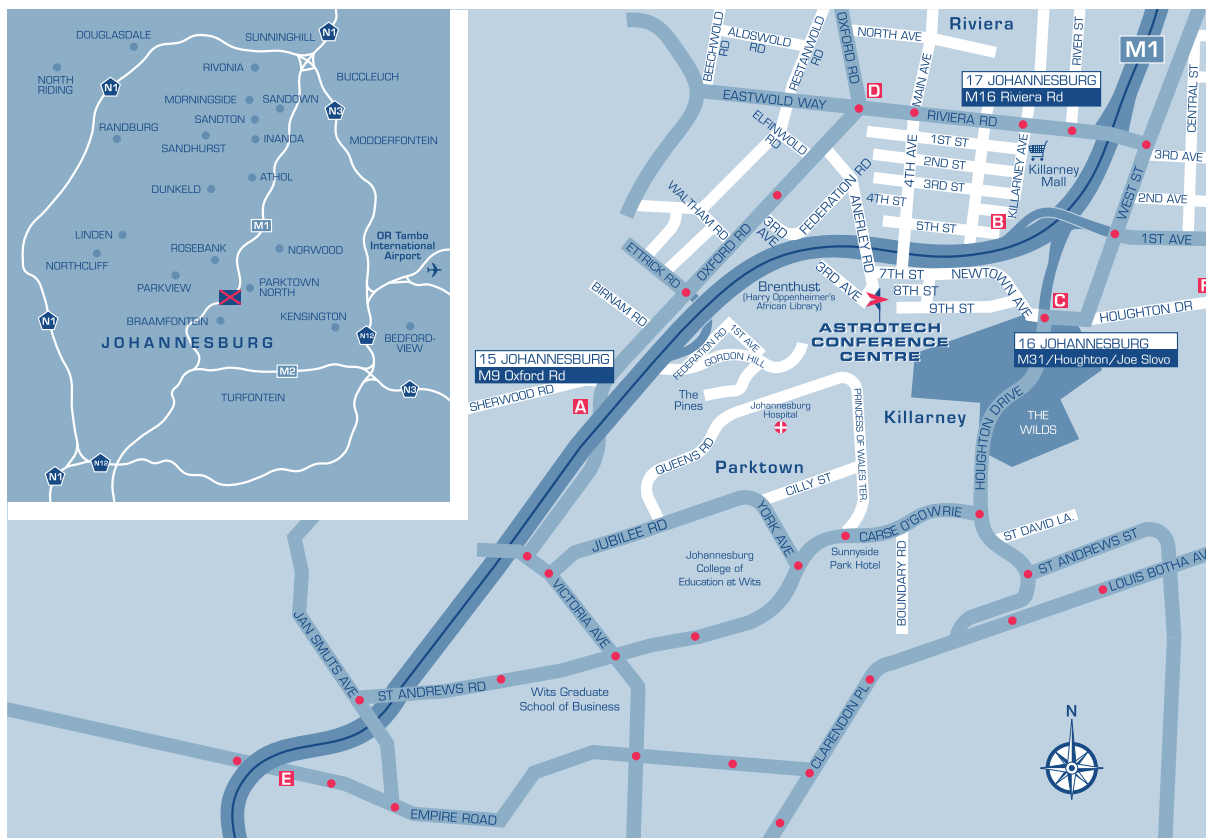 DOUGLASDALE
SUNNINGHILL
N1
NORTH
RIDING
RIVONIA
BUCCLEUCH
N1
MORNINGSIDE
SANDOWN
N3
SANDTON
RANDBURG
SANDHURST
INANDA
MODDERFONTEIN
DUNKELD
ATHOL
M1
LINDEN
ROSEBANK
NORWOOD
OR Tambo
International
Airport
NORTHCLIFF
PARKVIEW
PARKTOWN
NORTH
N1
BRAAMFONTEIN
KENSINGTON
N12
BEDFORD-
VIEW
JOHANNESBURG
M2
N3
TURFONTEIN
N12
N1
BEECHWOLD
RD
ALDSWOLD
RD
RESTANWOLD
RD
OXFORD RD
NORTH AVE
Riviera
RIVER ST
M1
MAIN AVE
17 JOHANNESBURG
M16 Riviera Rd
CENTRAL ST
D
EASTWOLD WAY
RIVIERA RD
ELFINWOLD
RD
1ST ST
2ND ST
3RD ST
4TH ST
5TH ST
4TH AVE
KILLARNEY AVE
Killarney
Mall
3RD AVE
2ND AVE
WEST ST
1ST AVE
B
WALTHAM RD
OXFORD RD
3RD
AVE
FEDERATION RD
ANERLEY RD
ETTRICK RD
BIRNAM RD
Brenthust
(Harry Oppenheimer's
African Library)
3RD AVE
7TH ST
8TH ST
9TH ST
NEWTOWN
AVE
C
HOUGHTON DR
ASTROTECH
CONFERENCE
CENTRE
16 JOHANNESBURG
M31/Houghton/Joe Slovo
15 JOHANNESBURG
M9 Oxford Rd
FEDERATION RD
1ST AVE
GORDON HILL
SHERWOOD RD
A
The
Pines
Johannesburg
Hospital
PRINCESS OF WALES TER.
Killarney
HOUGHTON DRIVE
THE
WILDS
QUEENS RD
Parktown
CILLY ST
JUBILEE RD
YORK AVE
CARSE O'GOWRIE
ST DAVID LA.
Johannesburg
College of
Education at Wits
Sunnyside
Park Hotel
BOUNDARY RD
ST ANDREWS ST
LOUIS BOTHA AV
VICTORIA AVE
JAN SMUTS AVE
ST ANDREWS RD
Wits Graduate
School of Business
CLARENDON PL
N
E
EMPIRE ROAD